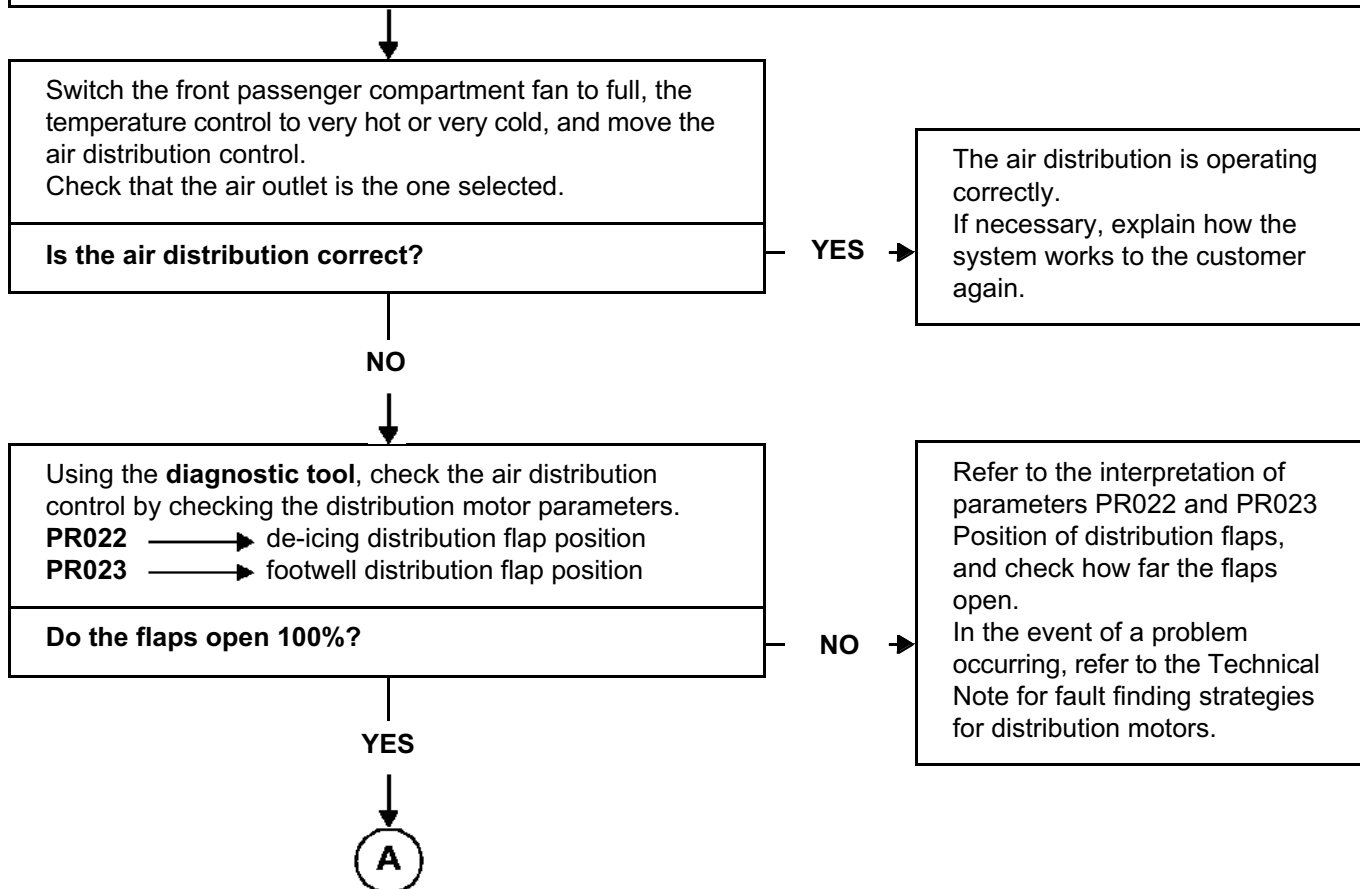 Switch the front passenger compartment fan to full, the
temperature control to very hot or very cold, and move the
air distribution control.
Check that the air outlet is the one selected.
Is the air distribution correct?
YES
The air distribution is operating
correctly.
If necessary, explain how the
system works to the customer
again.
NO
Using the diagnostic tool, check the air distribution
control by checking the distribution motor parameters.
PR022 de-icing distribution flap position
PR023 footwell distribution flap position
Do the flaps open 100%?
NO
Refer to the interpretation of
parameters PR022 and PR023
Position of distribution flaps,
and check how far the flaps
open.
In the event of a problem
occurring, refer to the Technical
Note for fault finding strategies
for distribution motors.
YES
A